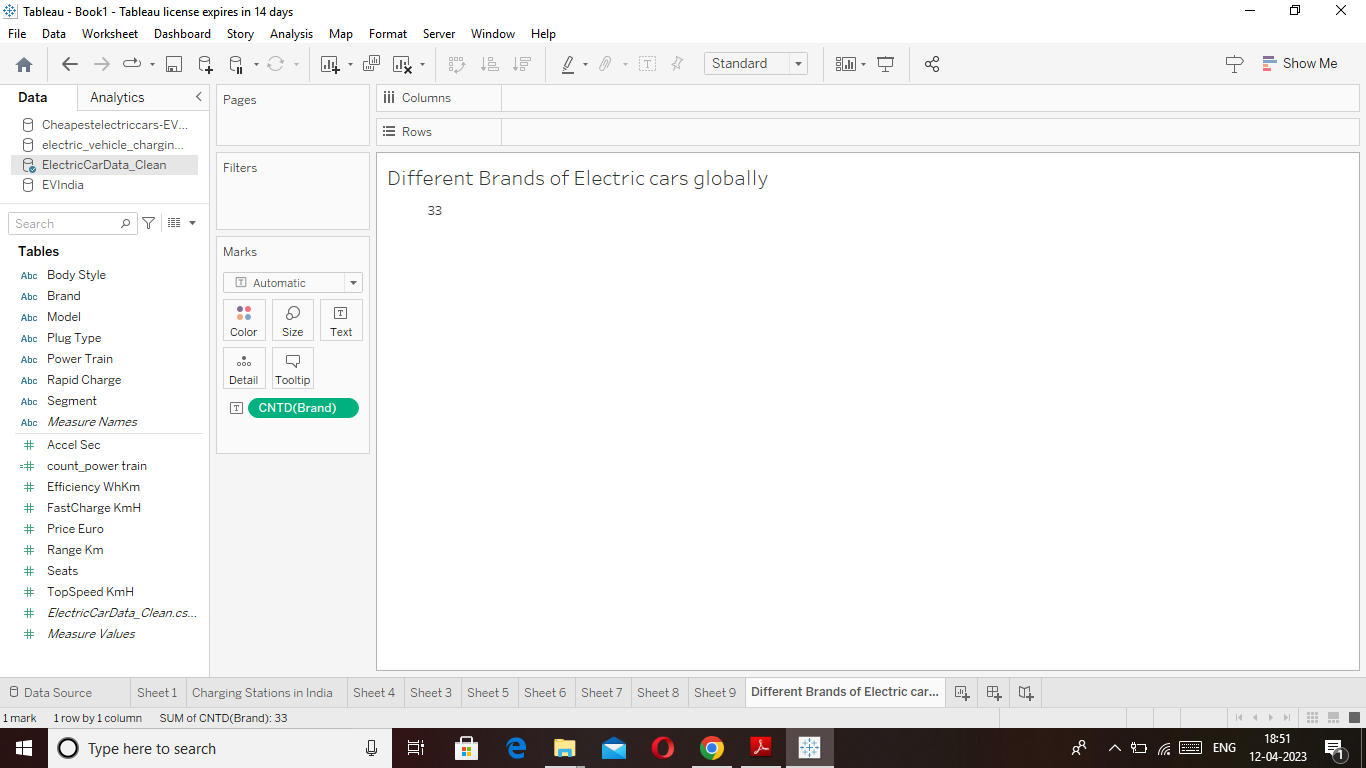 Tableau - Book1 - Tableau license expires in 14 days
File Data Worksheet Dashboard Story Analysis Map Format Server Window Help
Standard
Show Me
Data Analytics
Cheapestelectriccars-EV...
electric_vehicle_chargin...
ElectricCarData_Clean
EVIndia
Search
Tables
Abc Body Style
Abc Brand
Abc Model
Abc Plug Type
Abc Power Train
Abc Rapid Charge
Abc Segment
Abc Measure Names
# Accel Sec
=# count_power train
# Efficiency WhKm
# FastCharge KmH
# Price Euro
# Range Km
# Seats
# TopSpeed KmH
# ElectricCarData_Clean.cs...
# Measure Values
Pages
Filters
Marks
T Automatic
Color Size T Text
Detail Tooltip
T CNTD(Brand)
Columns
Rows
Different Brands of Electric cars globally
33
Data Source Sheet 1 Charging Stations in India Sheet 4 Sheet 3 Sheet 5 Sheet 6 Sheet 7 Sheet 8 Sheet 9 Different Brands of Electric car...
1 mark 1 row by 1 column SUM of CNTD(Brand): 33
Type here to search
ENG
18:51
12-04-2023
1